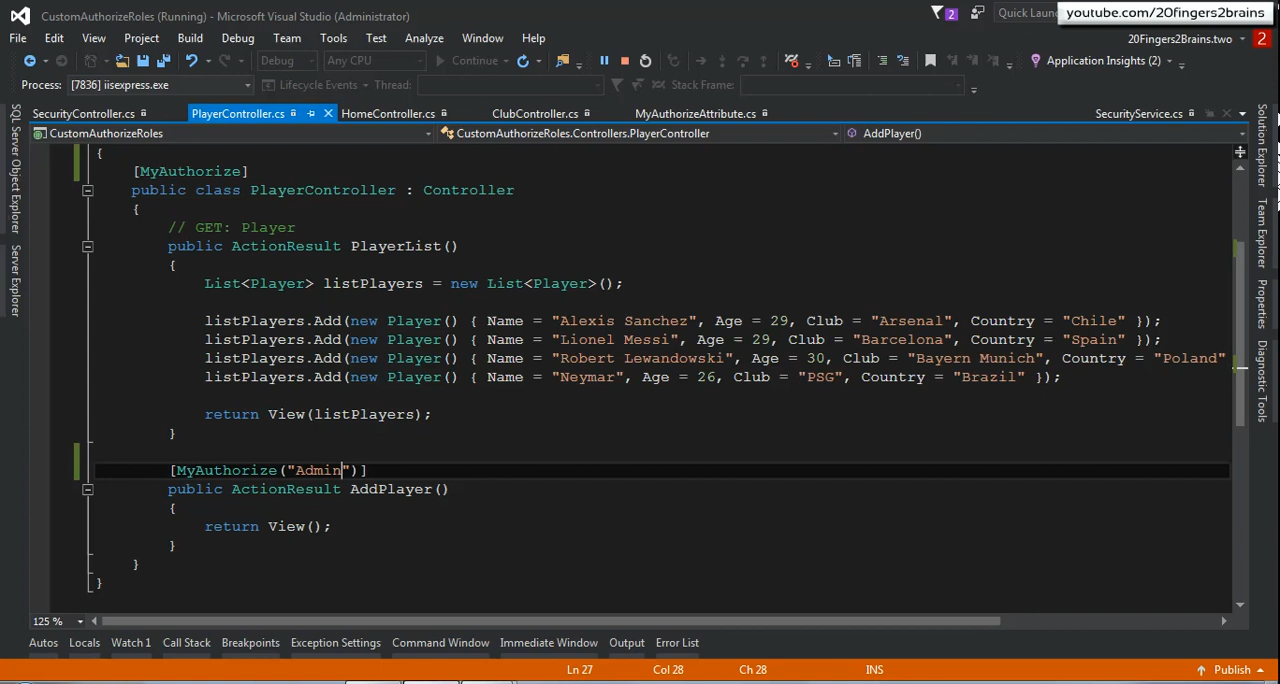 CustomAuthorizeRoles (Running) - Microsoft Visual Studio (Administrator)
2
Quick Laun
youtube.com/20fingers2brains
File Edit View Project Build Debug Team Tools Test Analyze Window Help
20Fingers2Brains.two
2
Debug Any CPU Continue Application Insights (2)
Process: [7836] iisexpress.exe Lifecycle Events Thread: Stack Frame:
SecurityController.cs PlayerController.cs HomeController.cs ClubController.cs MyAuthorizeAttribute.cs SecurityService.cs
CustomAuthorizeRoles CustomAuthorizeRoles.Controllers.PlayerController AddPlayer()
SQL Server Object Explorer
Server Explorer
{
[MyAuthorize]
public class PlayerController : Controller
{
// GET: Player
public ActionResult PlayerList()
{
List<Player> listPlayers = new List<Player>();
listPlayers.Add(new Player() { Name = "Alexis Sanchez", Age = 29, Club = "Arsenal", Country = "Chile" });
listPlayers.Add(new Player() { Name = "Lionel Messi", Age = 29, Club = "Barcelona", Country = "Spain" });
listPlayers.Add(new Player() { Name = "Robert Lewandowski", Age = 30, Club = "Bayern Munich", Country = "Poland"
listPlayers.Add(new Player() { Name = "Neymar", Age = 26, Club = "PSG", Country = "Brazil" });
return View(listPlayers);
}
[MyAuthorize("Admin")]
public ActionResult AddPlayer()
{
return View();
}
}
}
Solution Explorer
Team Explorer
Properties
Diagnostic Tools
125 %
Autos Locals Watch 1 Call Stack Breakpoints Exception Settings Command Window Immediate Window Output Error List
Ln 27 Col 28 Ch 28 INS Publish